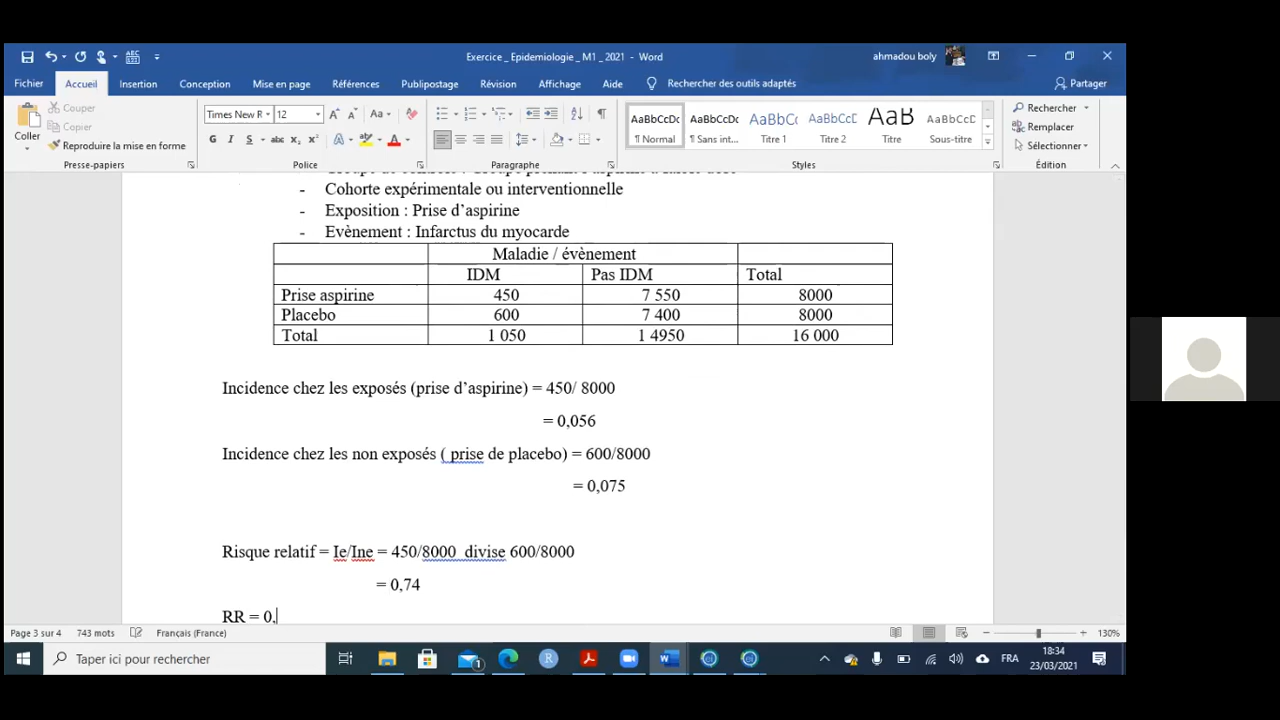 Exercice _ Epidemiologie _ M1 _ 2021 - Word
ahmadou boly
Fichier Accueil Insertion Conception Mise en page Références Publipostage Révision Affichage Aide Rechercher des outils adaptés Partager
Coller
Couper
Copier
Reproduire la mise en forme
Presse-papiers
Times New R 12
Police
Paragraphe
AaBbCcDc AaBbCcDc AaBbCc AaBbCcD AaB AaBbCcD
¶ Normal ¶ Sans int... Titre 1 Titre 2 Titre Sous-titre
Styles
Rechercher
Remplacer
Sélectionner
Édition
- Cohorte expérimentale ou interventionnelle
- Exposition : Prise d’aspirine
- Evènement : Infarctus du myocarde
Maladie / évènement
IDM Pas IDM Total
Prise aspirine 450 7 550 8000
Placebo 600 7 400 8000
Total 1 050 1 4950 16 000
Incidence chez les exposés (prise d’aspirine) = 450/ 8000
= 0,056
Incidence chez les non exposés ( prise de placebo) = 600/8000
= 0,075
Risque relatif = Ie/Ine = 450/8000 divise 600/8000
= 0,74
RR = 0,
Page 3 sur 4 743 mots Français (France) 130%
Taper ici pour rechercher
FRA
18:34
23/03/2021